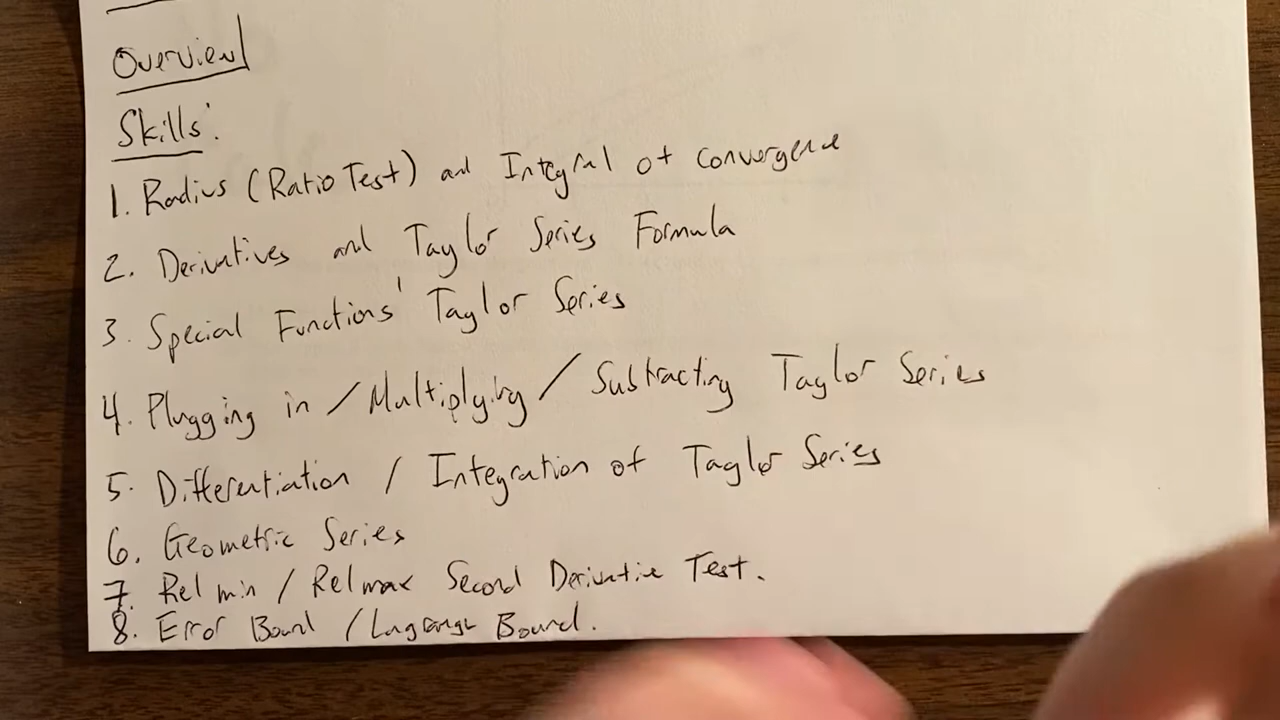 Overview
Skills:
1. Radius (Ratio Test) and Integral of convergence
2. Derivatives and Taylor Series Formula
3. Special Functions' Taylor Series
4. Plugging in / Multiplying / Subtracting Taylor Series
5. Differentiation / Integration of Taylor Series
6. Geometric Series
7. Rel min / Rel max Second Derivative Test.
8. Error Bound / Lagrange Bound.